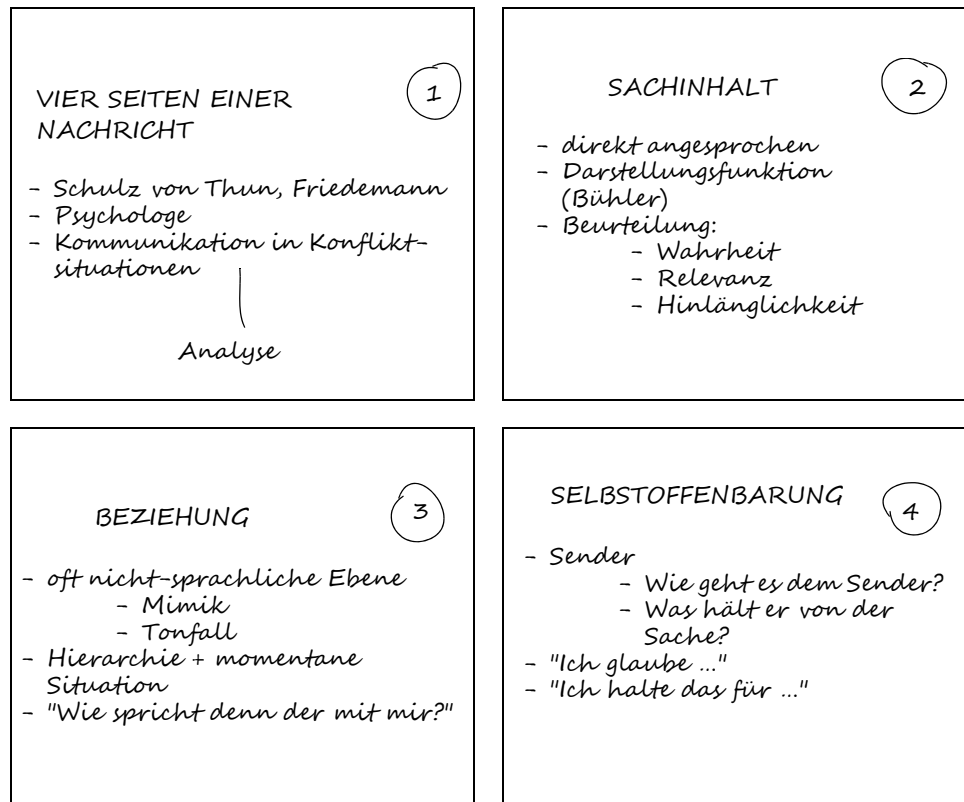 1
VIER SEITEN EINER
NACHRICHT
- Schulz von Thun, Friedemann
- Psychologe
- Kommunikation in Konflikt-
situationen
Analyse
2
SACHINHALT
- direkt angesprochen
- Darstellungsfunktion
(Bühler)
- Beurteilung:
- Wahrheit
- Relevanz
- Hinlänglichkeit
3
BEZIEHUNG
- oft nicht-sprachliche Ebene
- Mimik
- Tonfall
- Hierarchie + momentane
Situation
- "Wie spricht denn der mit mir?"
4
SELBSTOFFENBARUNG
- Sender
- Wie geht es dem Sender?
- Was hält er von der
Sache?
- "Ich glaube ..."
- "Ich halte das für ..."